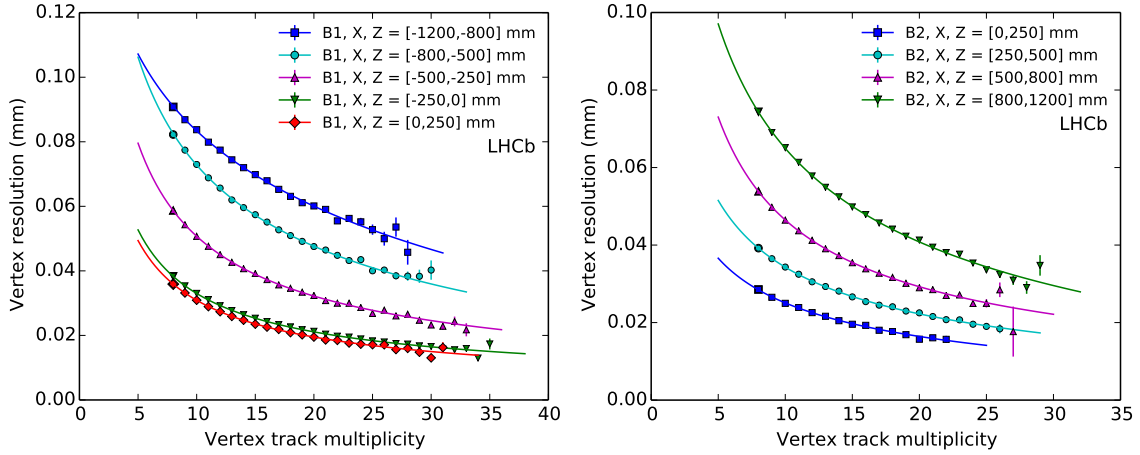 0.12
0.10
0.08
0.06
0.04
0.02
0.00
Vertex resolution (mm)
B1, X, Z = [-1200,-800] mm
B1, X, Z = [-800,-500] mm
B1, X, Z = [-500,-250] mm
B1, X, Z = [-250,0] mm
B1, X, Z = [0,250] mm
LHCb
0 5 10 15 20 25 30 35 40
Vertex track multiplicity
0.10
0.08
0.06
0.04
0.02
0.00
Vertex resolution (mm)
B2, X, Z = [0,250] mm
B2, X, Z = [250,500] mm
B2, X, Z = [500,800] mm
B2, X, Z = [800,1200] mm
LHCb
0 5 10 15 20 25 30 35
Vertex track multiplicity